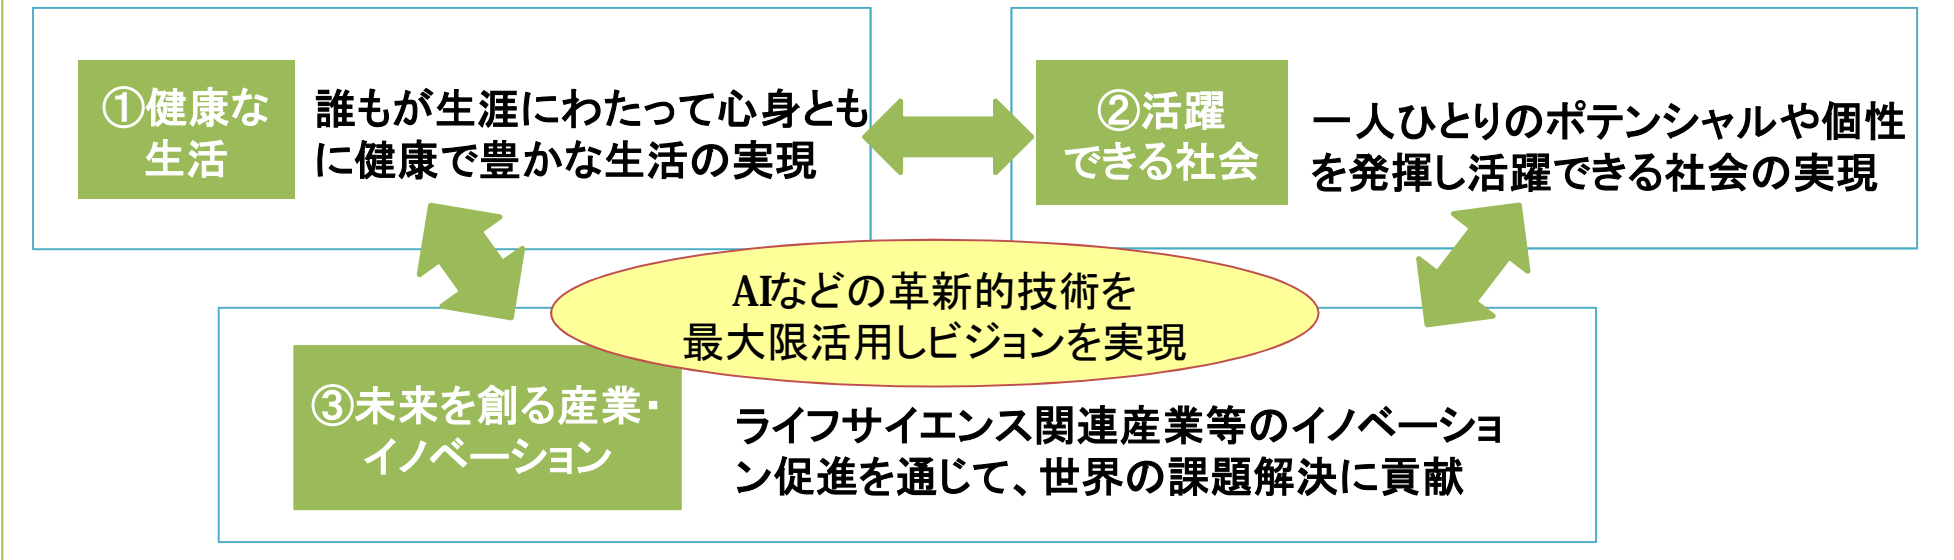 ①健康な
生活
誰もが生涯にわたって心身とも
に健康で豊かな生活の実現
②活躍
できる社会
一人ひとりのポテンシャルや個性
を発揮し活躍できる社会の実現
AIなどの革新的技術を
最大限活用しビジョンを実現
③未来を創る産業・
イノベーション
ライフサイエンス関連産業等のイノベーショ
ン促進を通じて、世界の課題解決に貢献